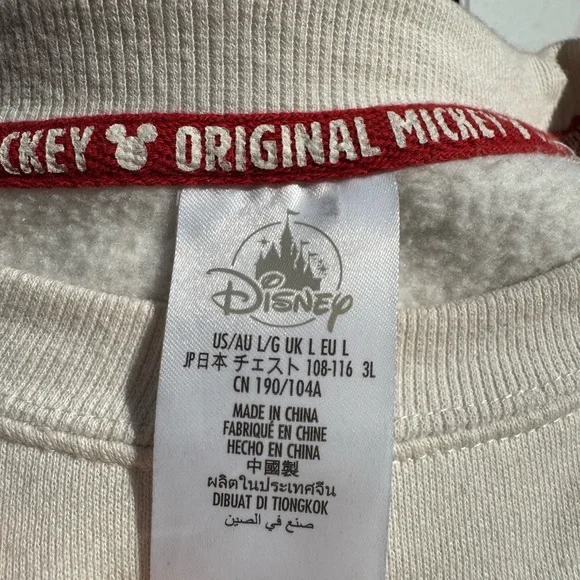 CKEY ORIGINAL MICKEY
Disney
US/AU L/G UK L EU L
JP日本 チェスト 108-116 3L
CN 190/104A
MADE IN CHINA
FABRIQUÉ EN CHINE
HECHO EN CHINA
中國製
ผลิตในประเทศจีน
DIBUAT DI TIONGKOK
صنع في الصين